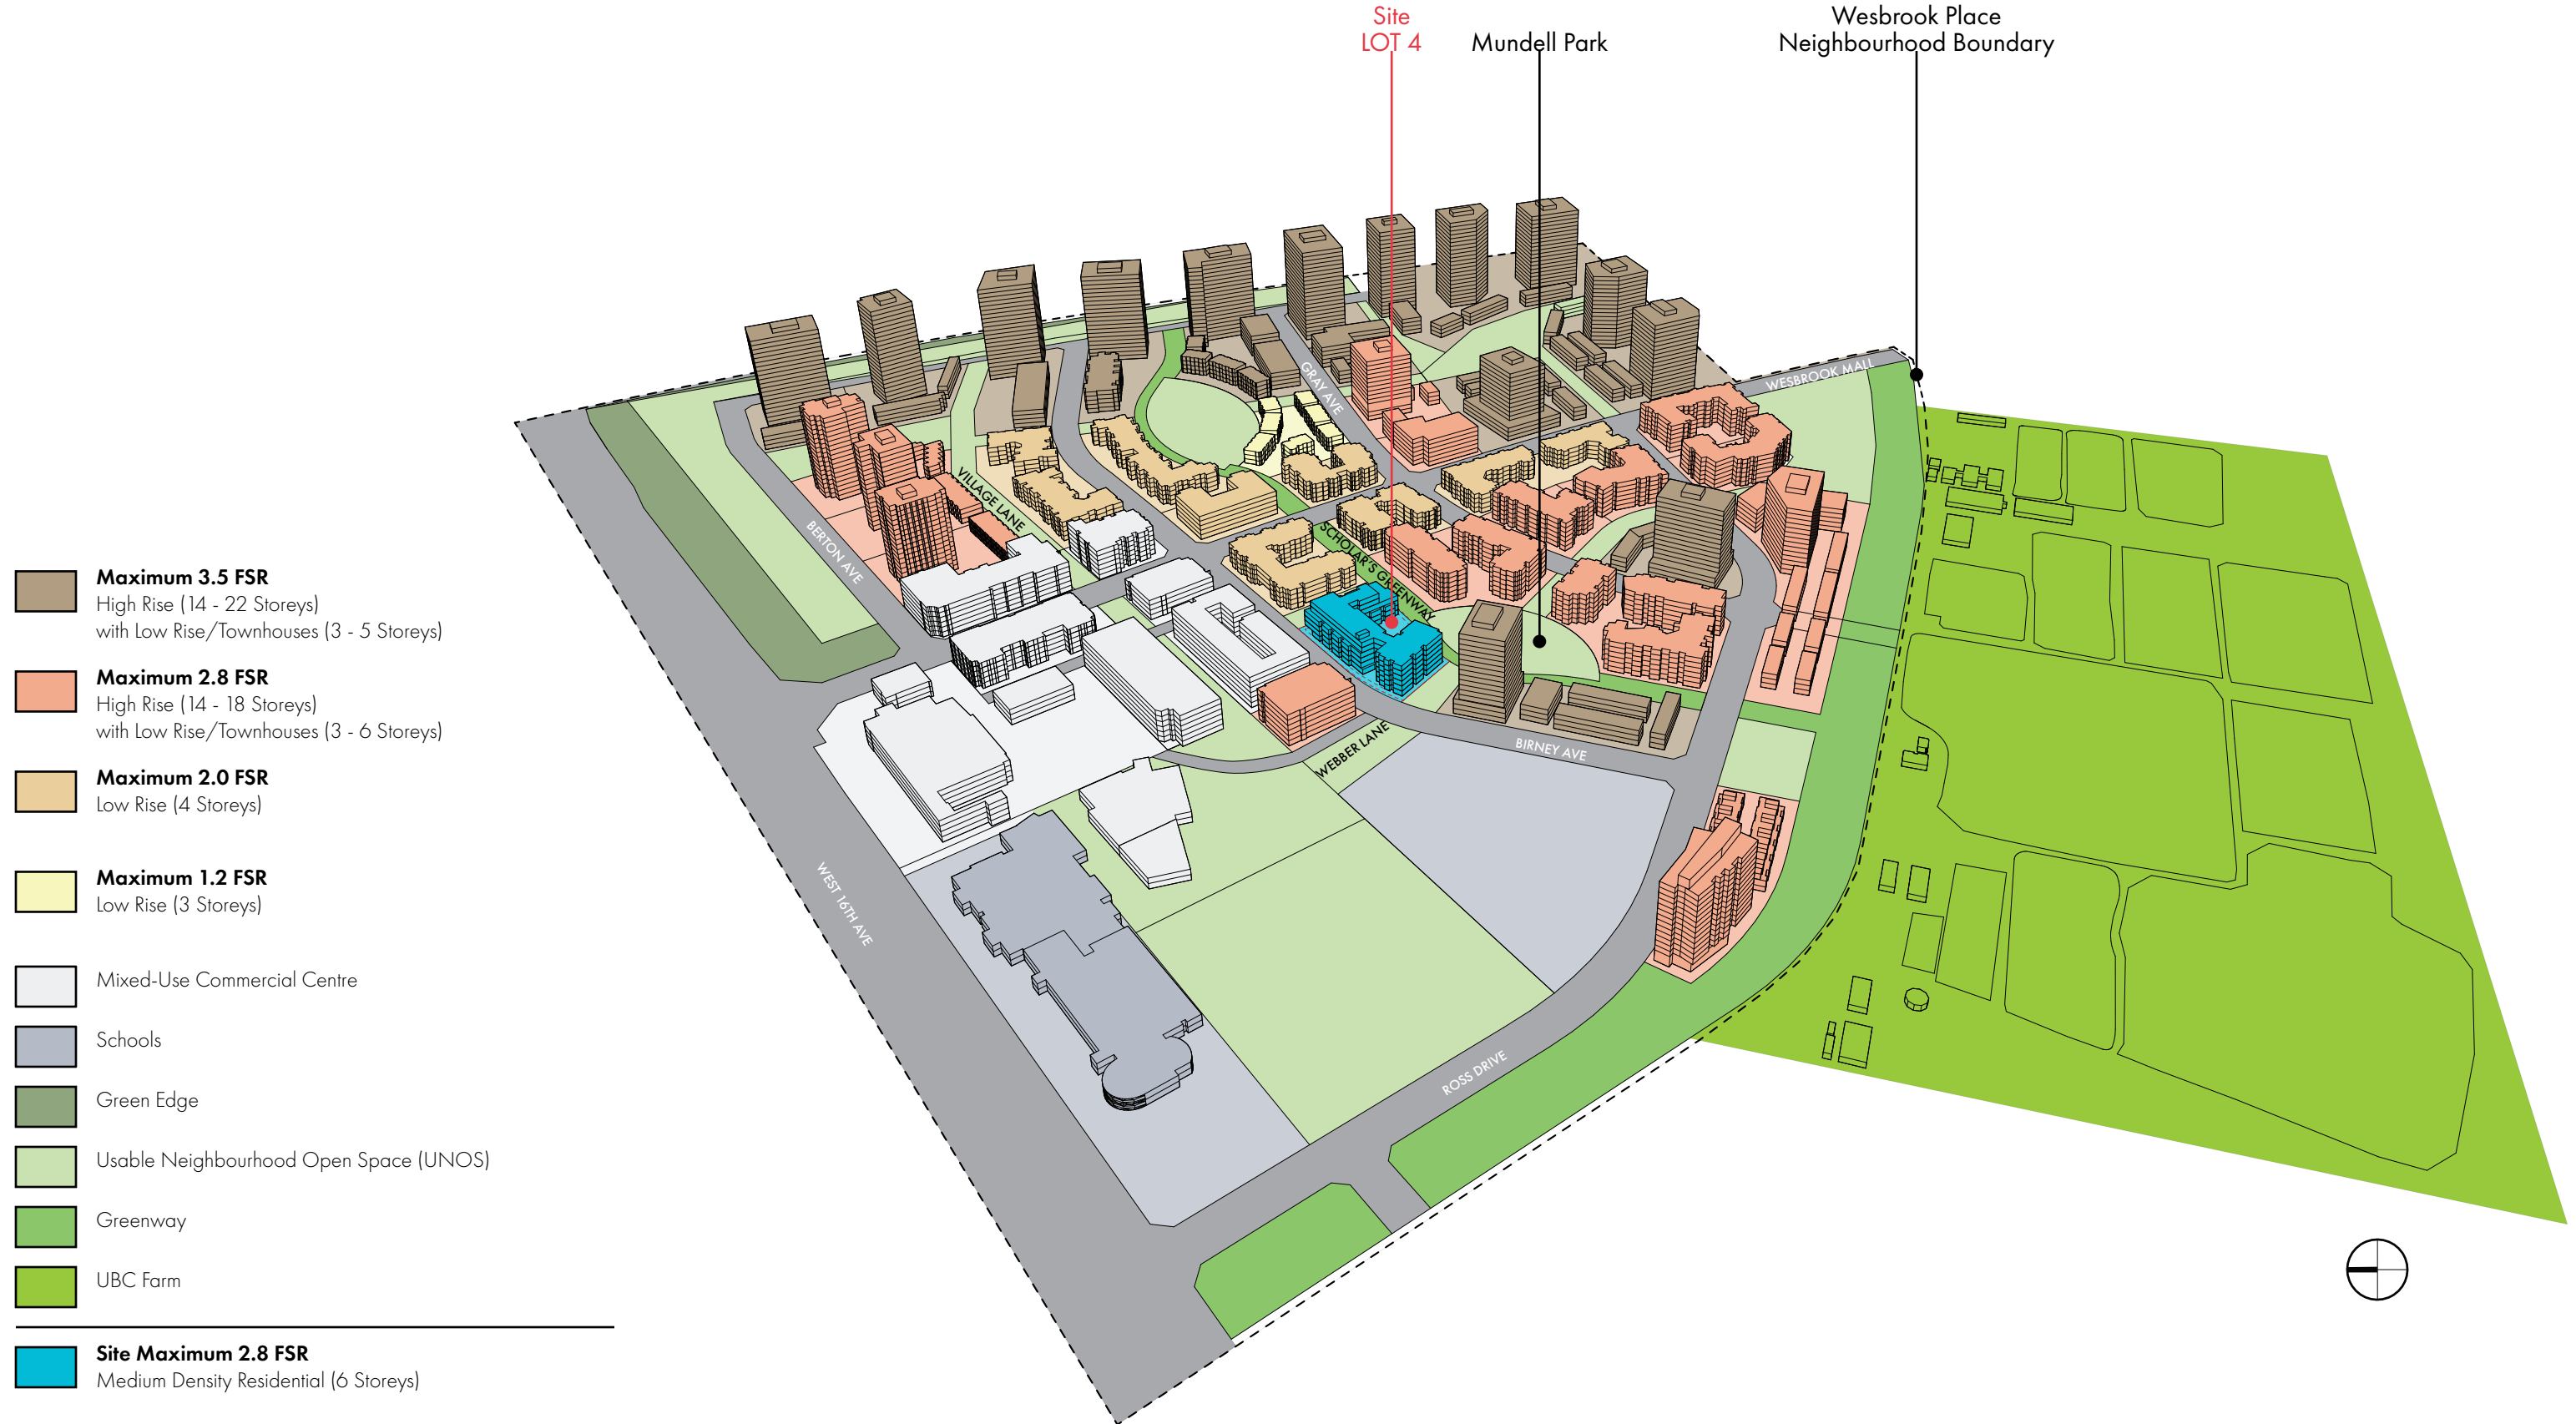 Site
LOT 4
Mundell Park
Wesbrook Place
Neighbourhood Boundary
WESBROOK MALL
GRAY AVE
VILLAGE LANE
BERTON AVE
SCHOLAR'S GREENWAY
WEBBER LANE
BIRNEY AVE
WEST 16TH AVE
ROSS DRIVE
Maximum 3.5 FSR
High Rise (14 - 22 Storeys)
with Low Rise/Townhouses (3 - 5 Storeys)
Maximum 2.8 FSR
High Rise (14 - 18 Storeys)
with Low Rise/Townhouses (3 - 6 Storeys)
Maximum 2.0 FSR
Low Rise (4 Storeys)
Maximum 1.2 FSR
Low Rise (3 Storeys)
Mixed-Use Commercial Centre
Schools
Green Edge
Usable Neighbourhood Open Space (UNOS)
Greenway
UBC Farm
Site Maximum 2.8 FSR
Medium Density Residential (6 Storeys)